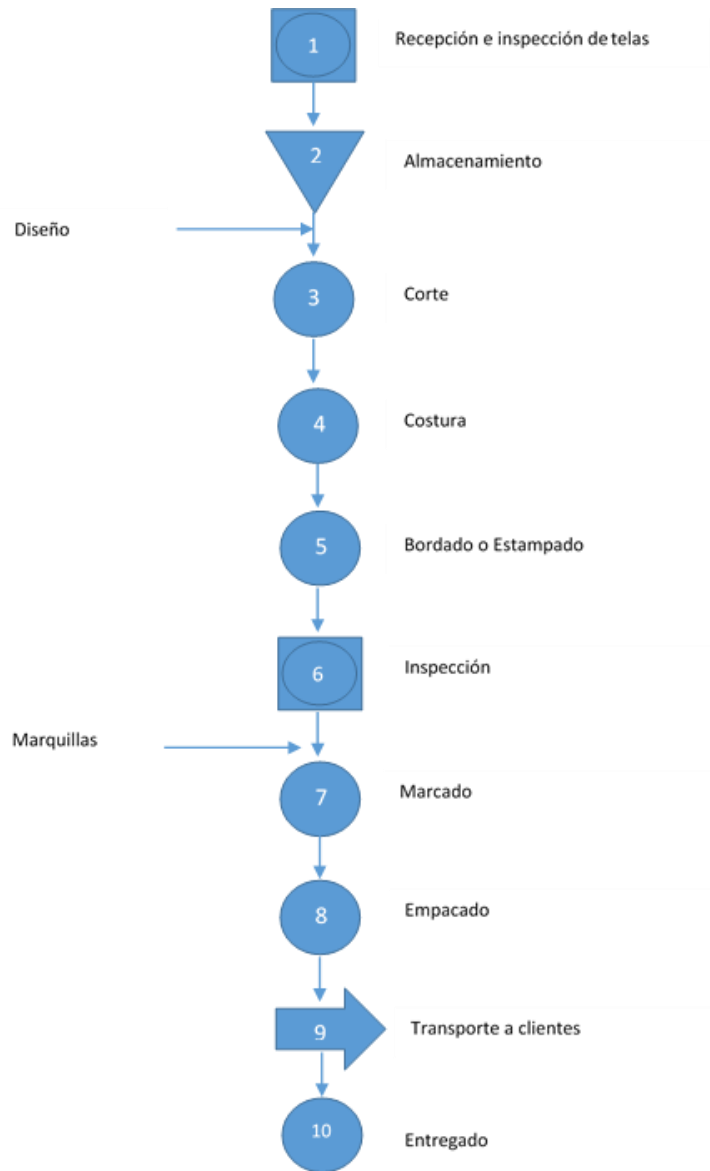 1
Recepción e inspección de telas
2
Almacenamiento
Diseño
3
Corte
4
Costura
5
Bordado o Estampado
6
Inspección
Marquillas
7
Marcado
8
Empacado
9
Transporte a clientes
10
Entregado